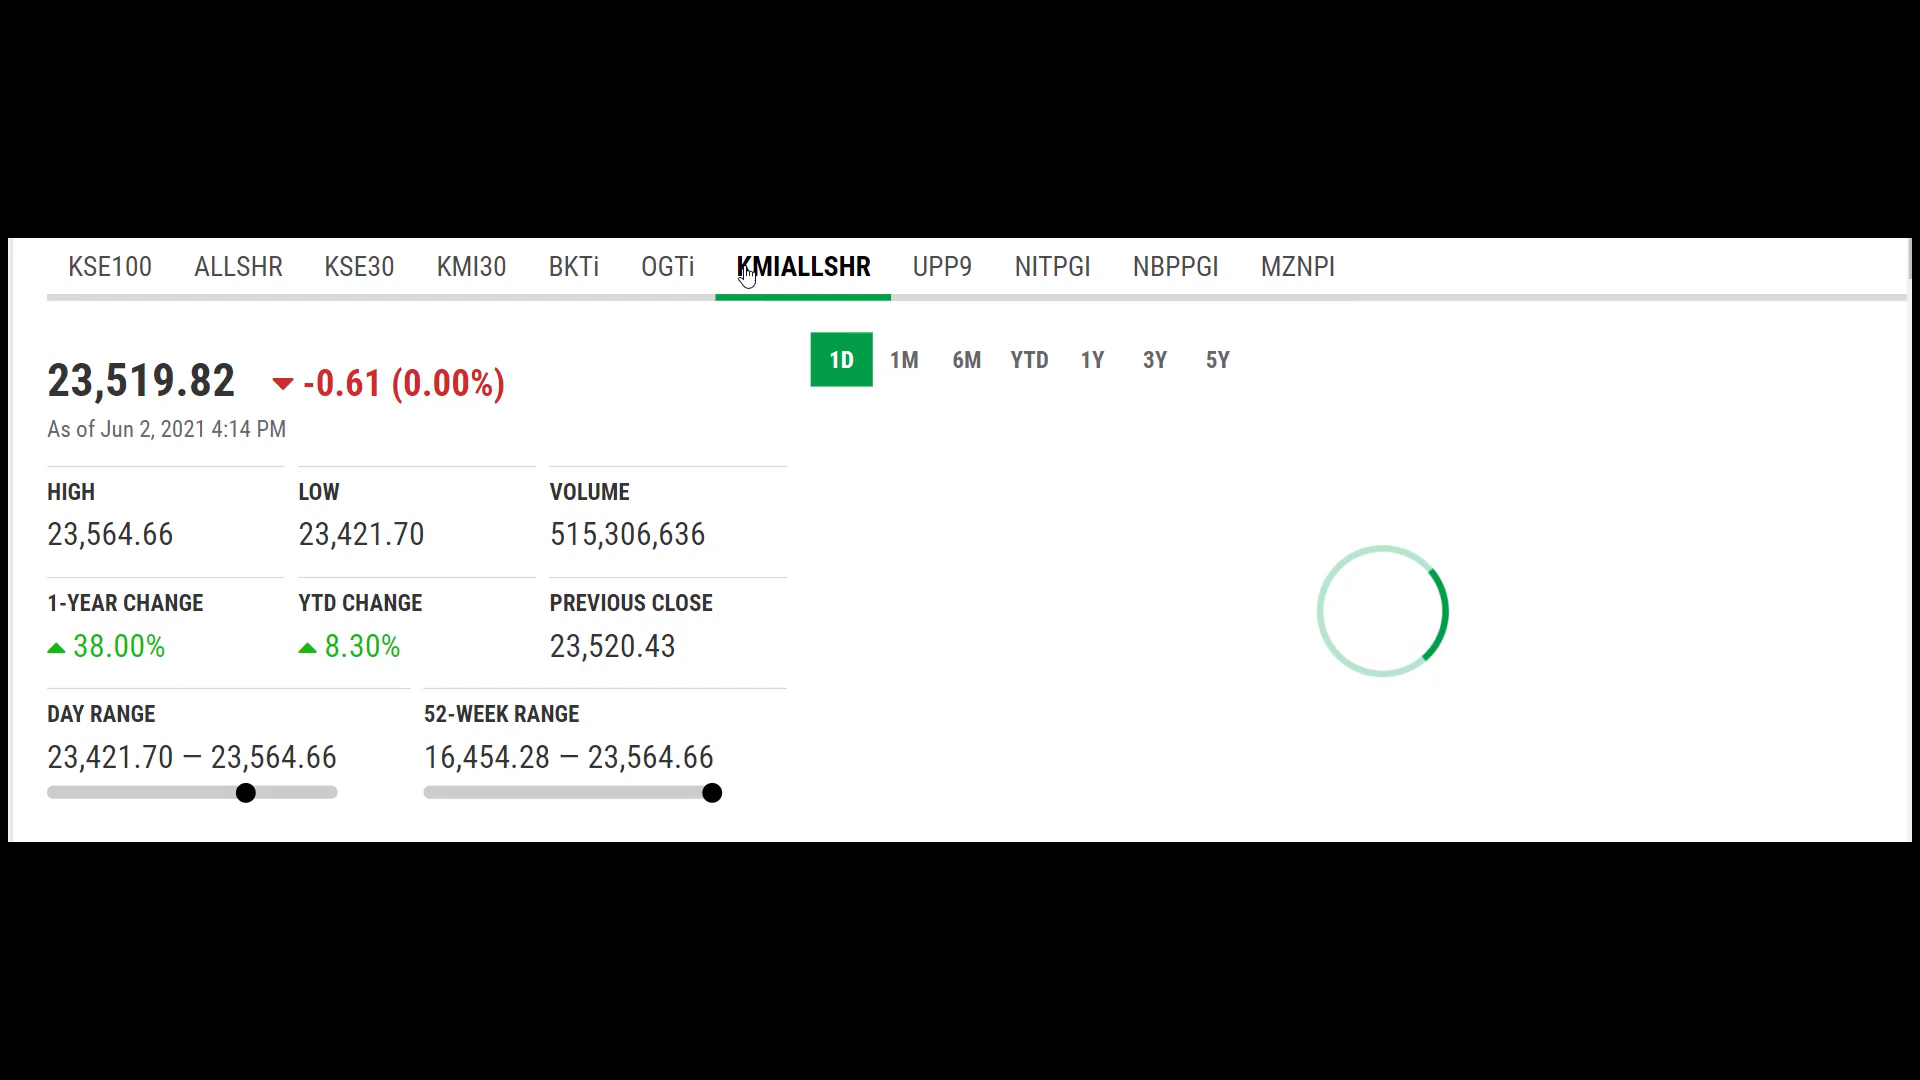 KSE100 ALLSHR KSE30 KMI30 BKTi OGTi KMIALLSHR UPP9 NITPGI NBPPGI MZNPI
1D 1M 6M YTD 1Y 3Y 5Y
23,519.82 -0.61 (0.00%)
As of Jun 2, 2021 4:14 PM
HIGH LOW VOLUME
23,564.66 23,421.70 515,306,636
1-YEAR CHANGE YTD CHANGE PREVIOUS CLOSE
38.00% 8.30% 23,520.43
DAY RANGE 52-WEEK RANGE
23,421.70 — 23,564.66 16,454.28 — 23,564.66